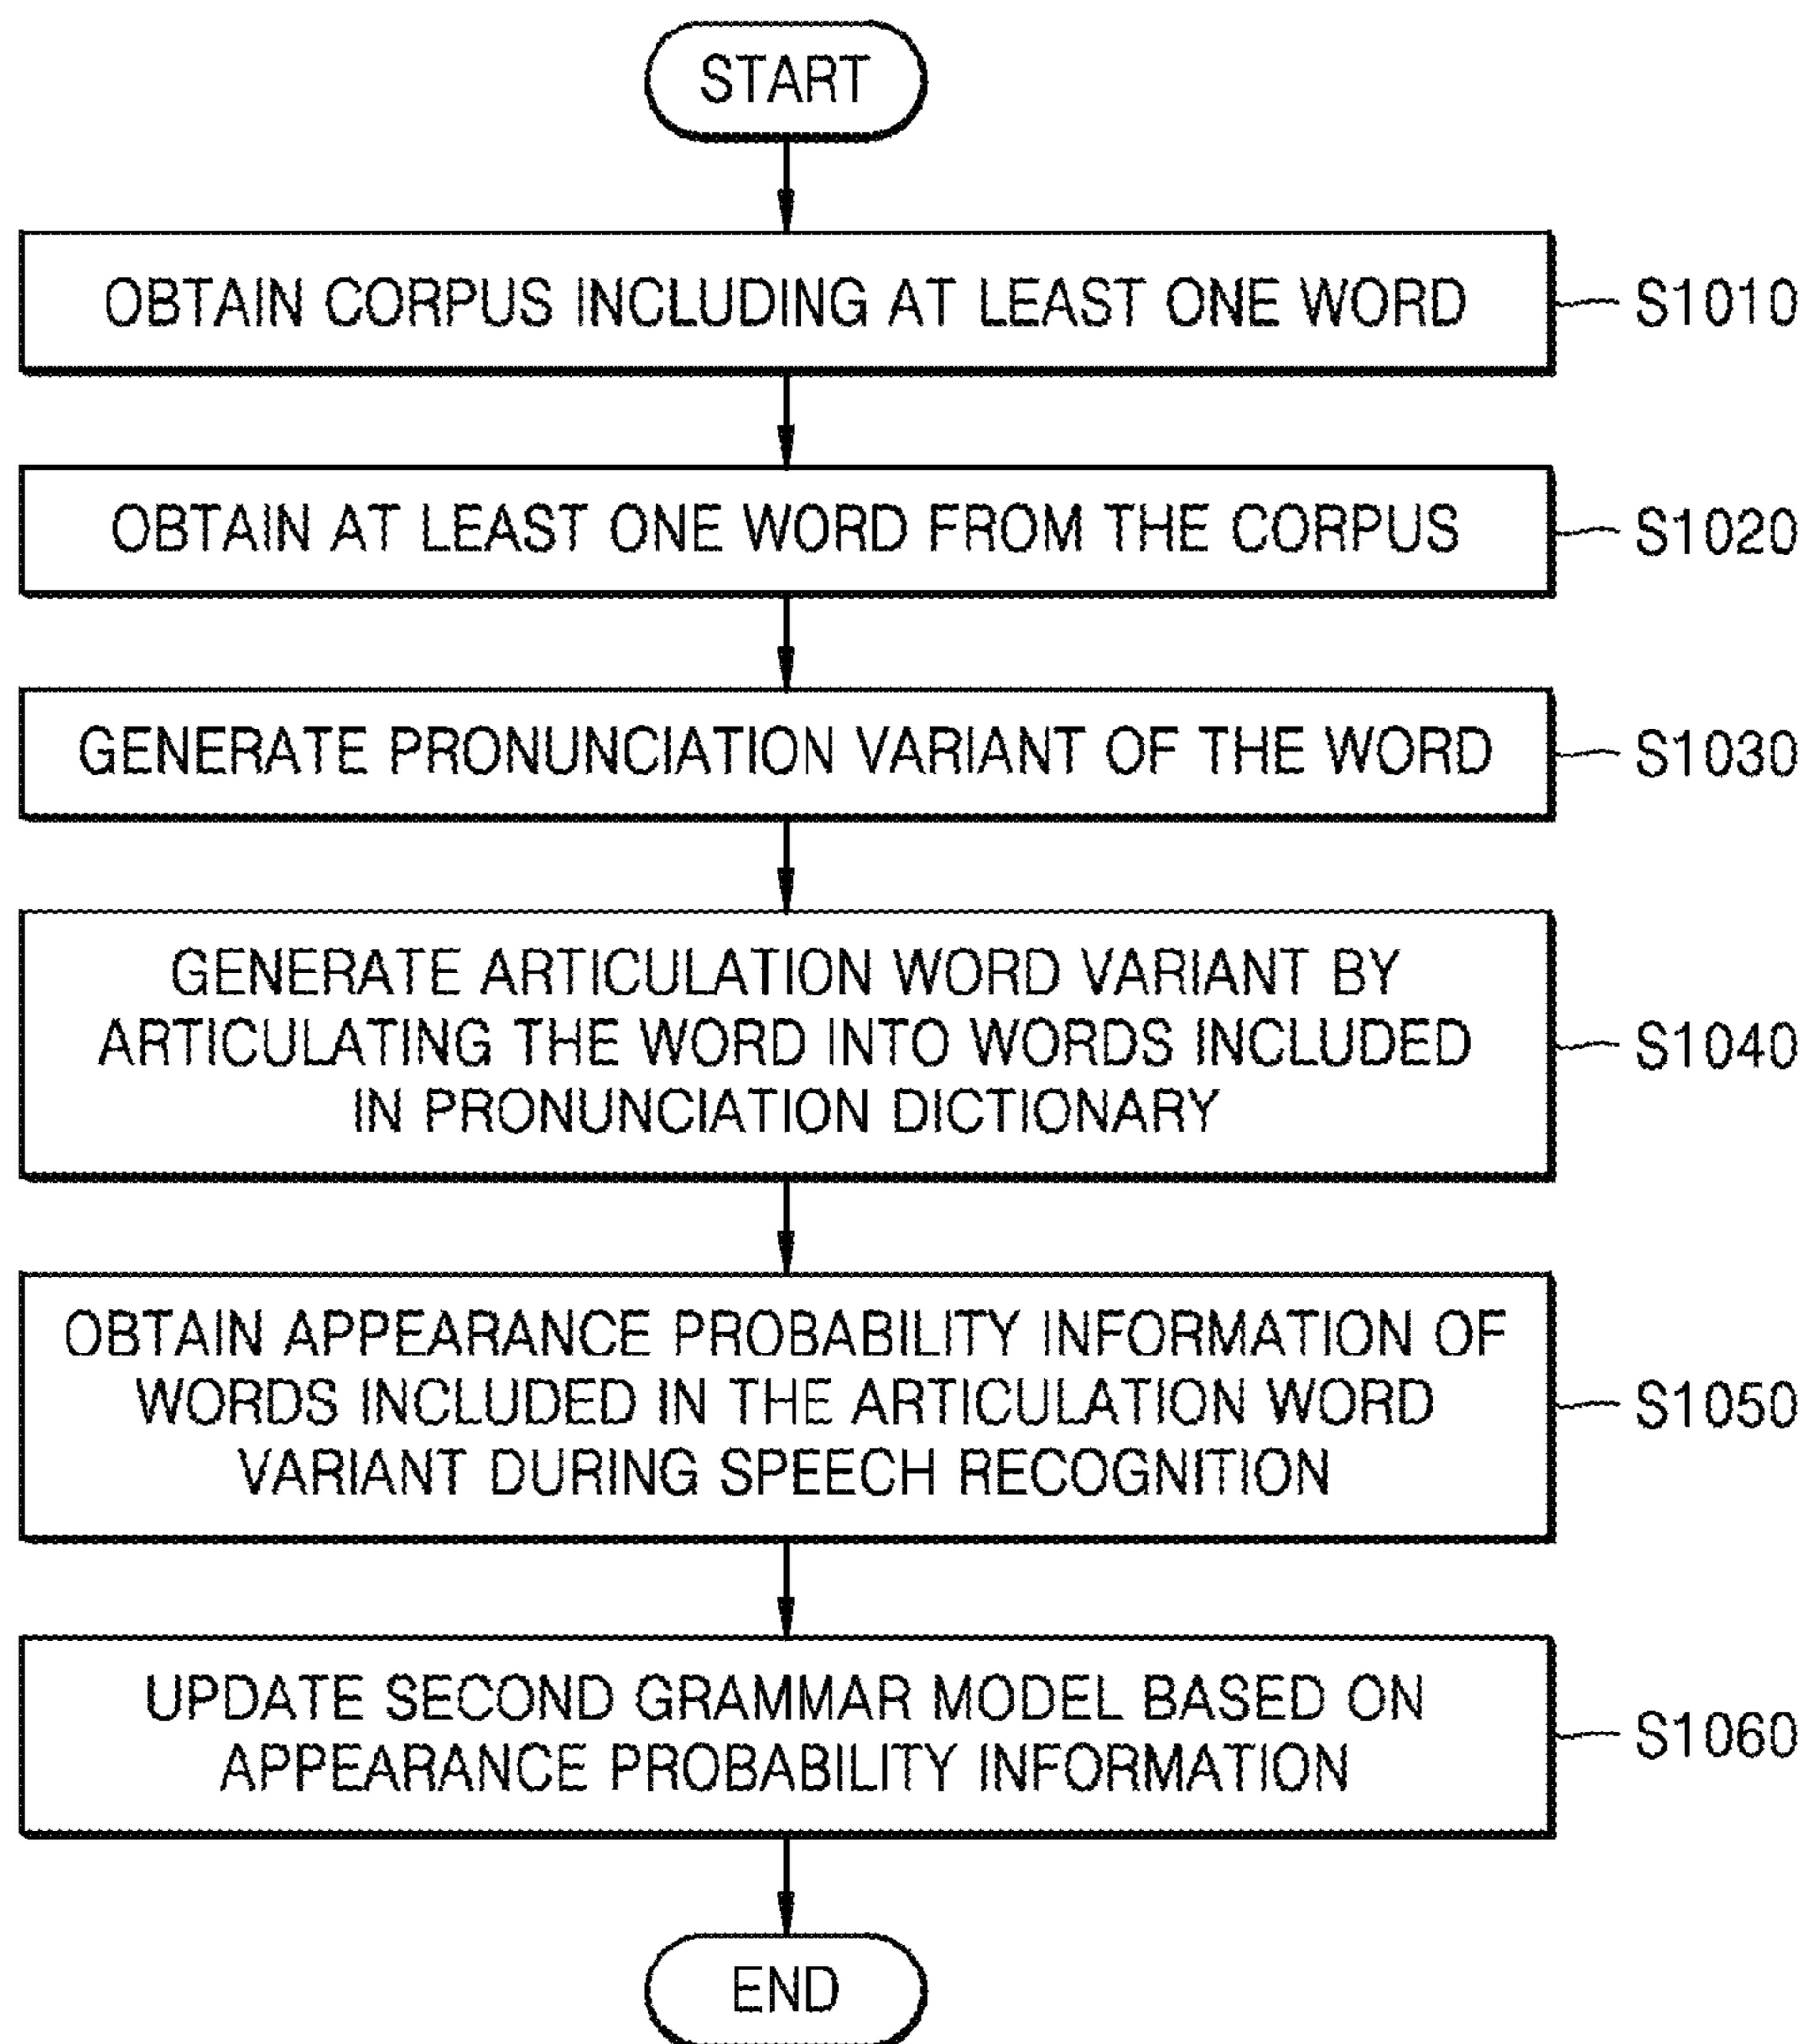 START
OBTAIN CORPUS INCLUDING AT LEAST ONE WORD
S1010
OBTAIN AT LEAST ONE WORD FROM THE CORPUS
S1020
GENERATE PRONUNCIATION VARIANT OF THE WORD
S1030
GENERATE ARTICULATION WORD VARIANT BY
ARTICULATING THE WORD INTO WORDS INCLUDED
IN PRONUNCIATION DICTIONARY
S1040
OBTAIN APPEARANCE PROBABILITY INFORMATION OF
WORDS INCLUDED IN THE ARTICULATION WORD
VARIANT DURING SPEECH RECOGNITION
S1050
UPDATE SECOND GRAMMAR MODEL BASED ON
APPEARANCE PROBABILITY INFORMATION
S1060
END